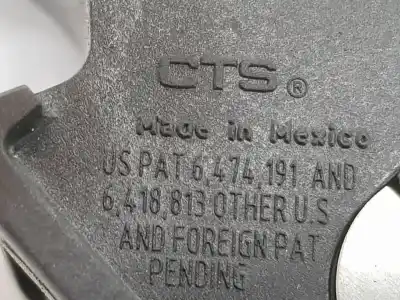 CTS®
Made in Mexico
US PAT 6,474,191 AND
6,418,813 OTHER U.S
AND FOREIGN PAT
PENDING